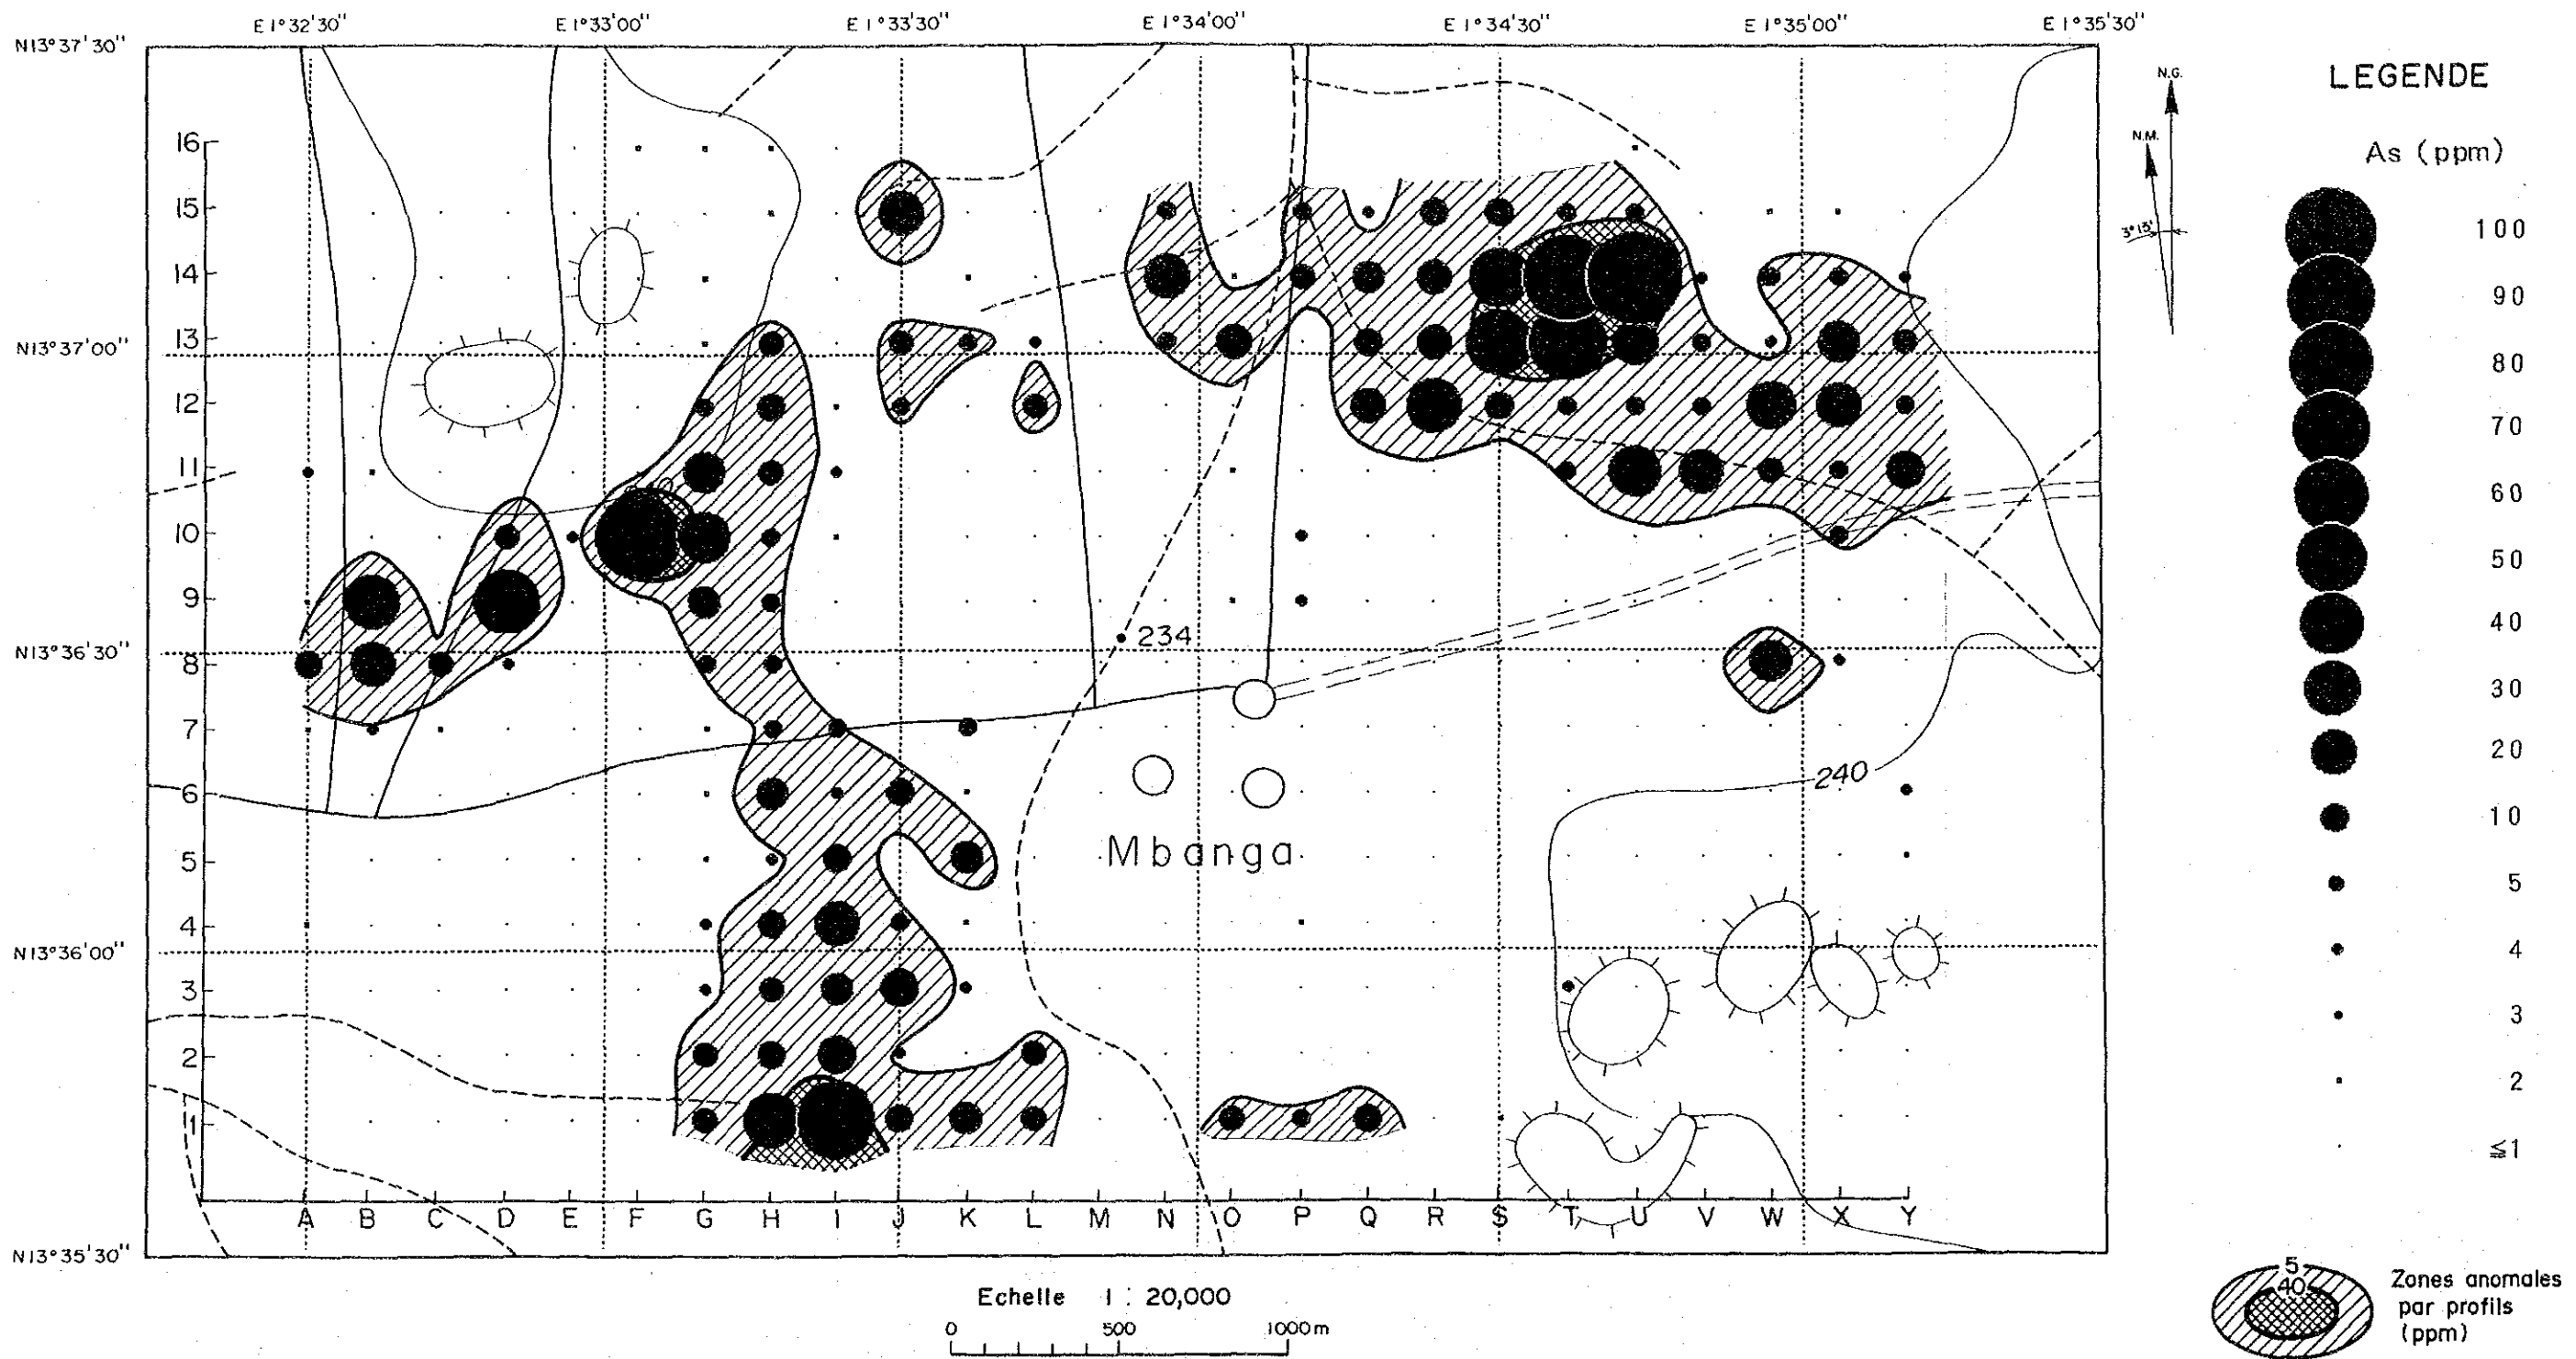 E 1°32'30" E 1°33'00" E 1°33'30" E 1°34'00" E 1°34'30" E 1°35'00" E 1°35'30"
N13°37'30"
N13°37'00"
N13°36'30"
N13°36'00"
N13°35'30"
16
15
14
13
12
11
10
9
8
7
6
5
4
3
2
1
A B C D E F G H I J K L M N O P Q R S T U V W X Y
234
240
Mbanga
N.G.
N.M.
3°15'
LEGENDE
As (ppm)
100
90
80
70
60
50
40
30
20
10
5
4
3
2
≦1
5
40
Zones anomales
par profils
(ppm)
Echelle 1 : 20,000
0 500 1000m